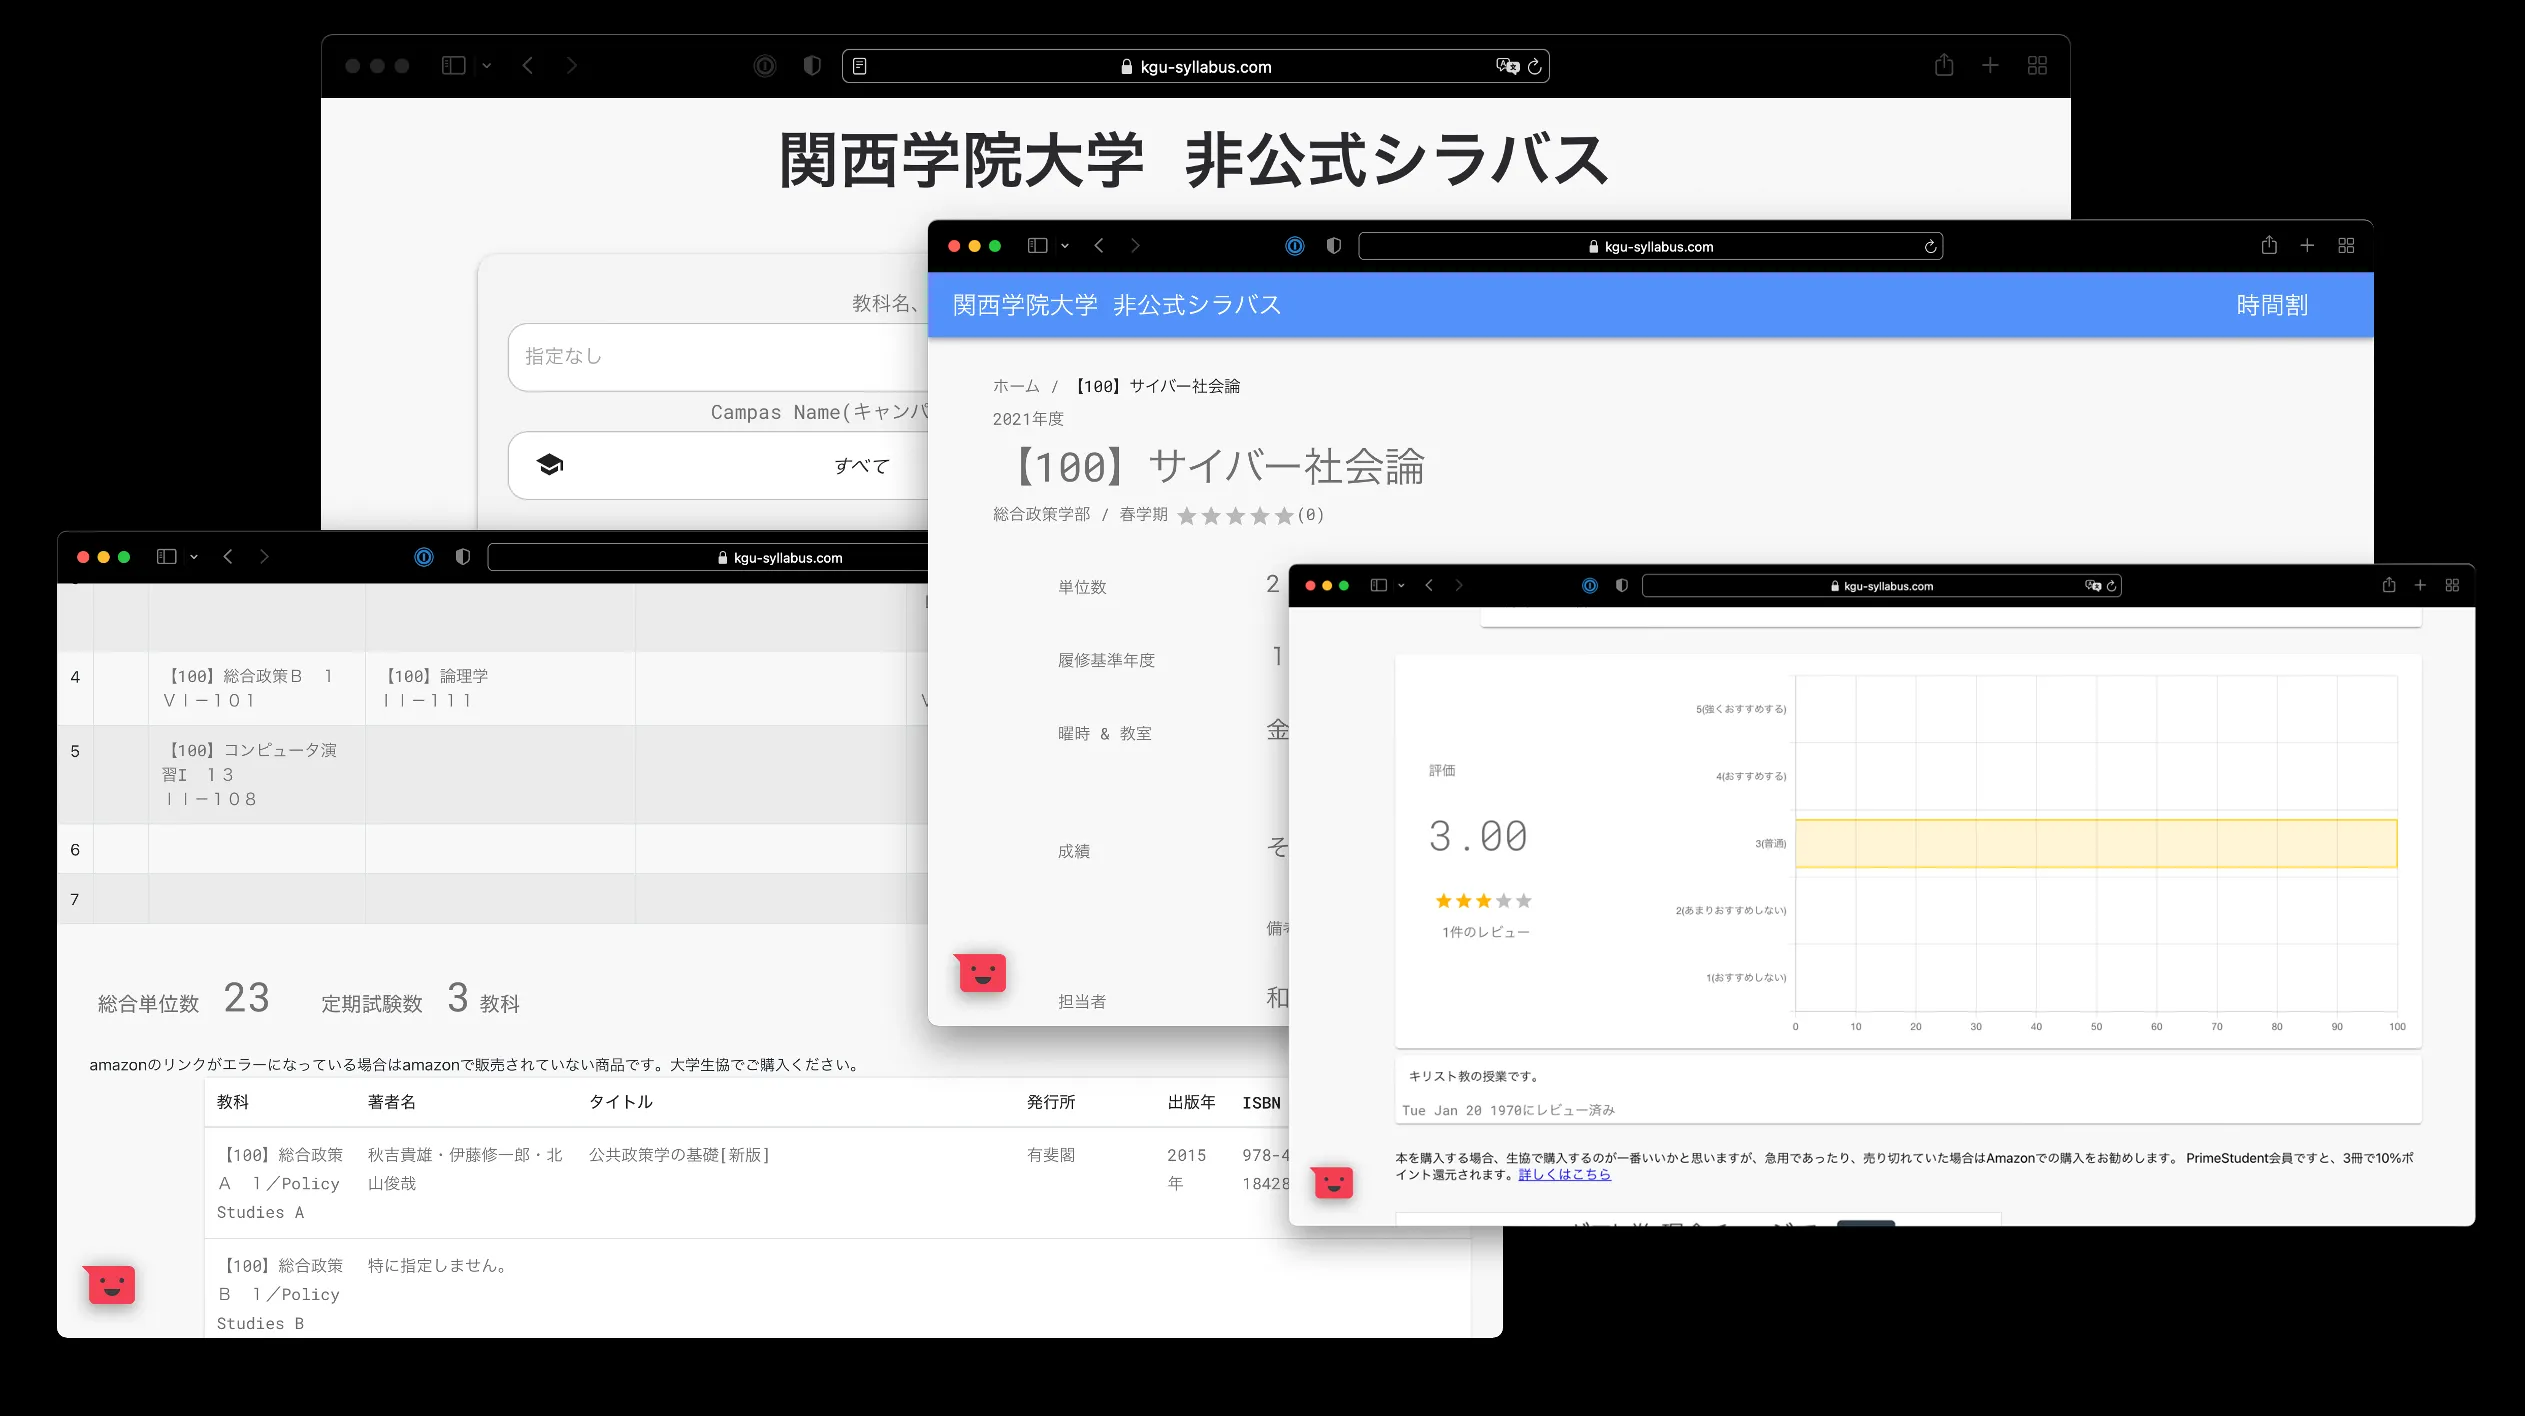 kgu-syllabus.com
関西学院大学 非公式シラバス
教科名、
指定なし
Campas Name(キャンパ
すべて
kgu-syllabus.com
関西学院大学 非公式シラバス
時間割
ホーム / 【100】サイバー社会論
2021年度
【100】サイバー社会論
総合政策学部 / 春学期 ★★★★★(0)
単位数 2
履修基準年度 1
曜時 & 教室 金
成績 そ
備
担当者 和
kgu-syllabus.com
4 【100】総合政策Ｂ　１ 【100】論理学
ＶＩ－１０１ ＩＩ－１１１
5 【100】コンピュータ演
習I　１３
ＩＩ－１０８
6
7
総合単位数 23 定期試験数 3 教科
amazonのリンクがエラーになっている場合はamazonで販売されていない商品です。大学生協でご購入ください。
教科 著者名 タイトル 発行所 出版年 ISBN
【100】総合政策 秋吉貴雄・伊藤修一郎・北 公共政策学の基礎[新版] 有斐閣 2015 978-4
Ａ　１／Policy 山俊哉 年 18428
Studies A
【100】総合政策 特に指定しません。
Ｂ　１／Policy
Studies B
kgu-syllabus.com
評価
3.00
★★★★★
1件のレビュー
5(強くおすすめする)
4(おすすめする)
3(普通)
2(あまりおすすめしない)
1(おすすめしない)
0 10 20 30 40 50 60 70 80 90 100
キリスト教の授業です。
Tue Jan 20 1970にレビュー済み
本を購入する場合、生協で購入するのが一番いいかと思いますが、急用であったり、売り切れていた場合はAmazonでの購入をお勧めします。 PrimeStudent会員ですと、3冊で10%ポ
イント還元されます。詳しくはこちら